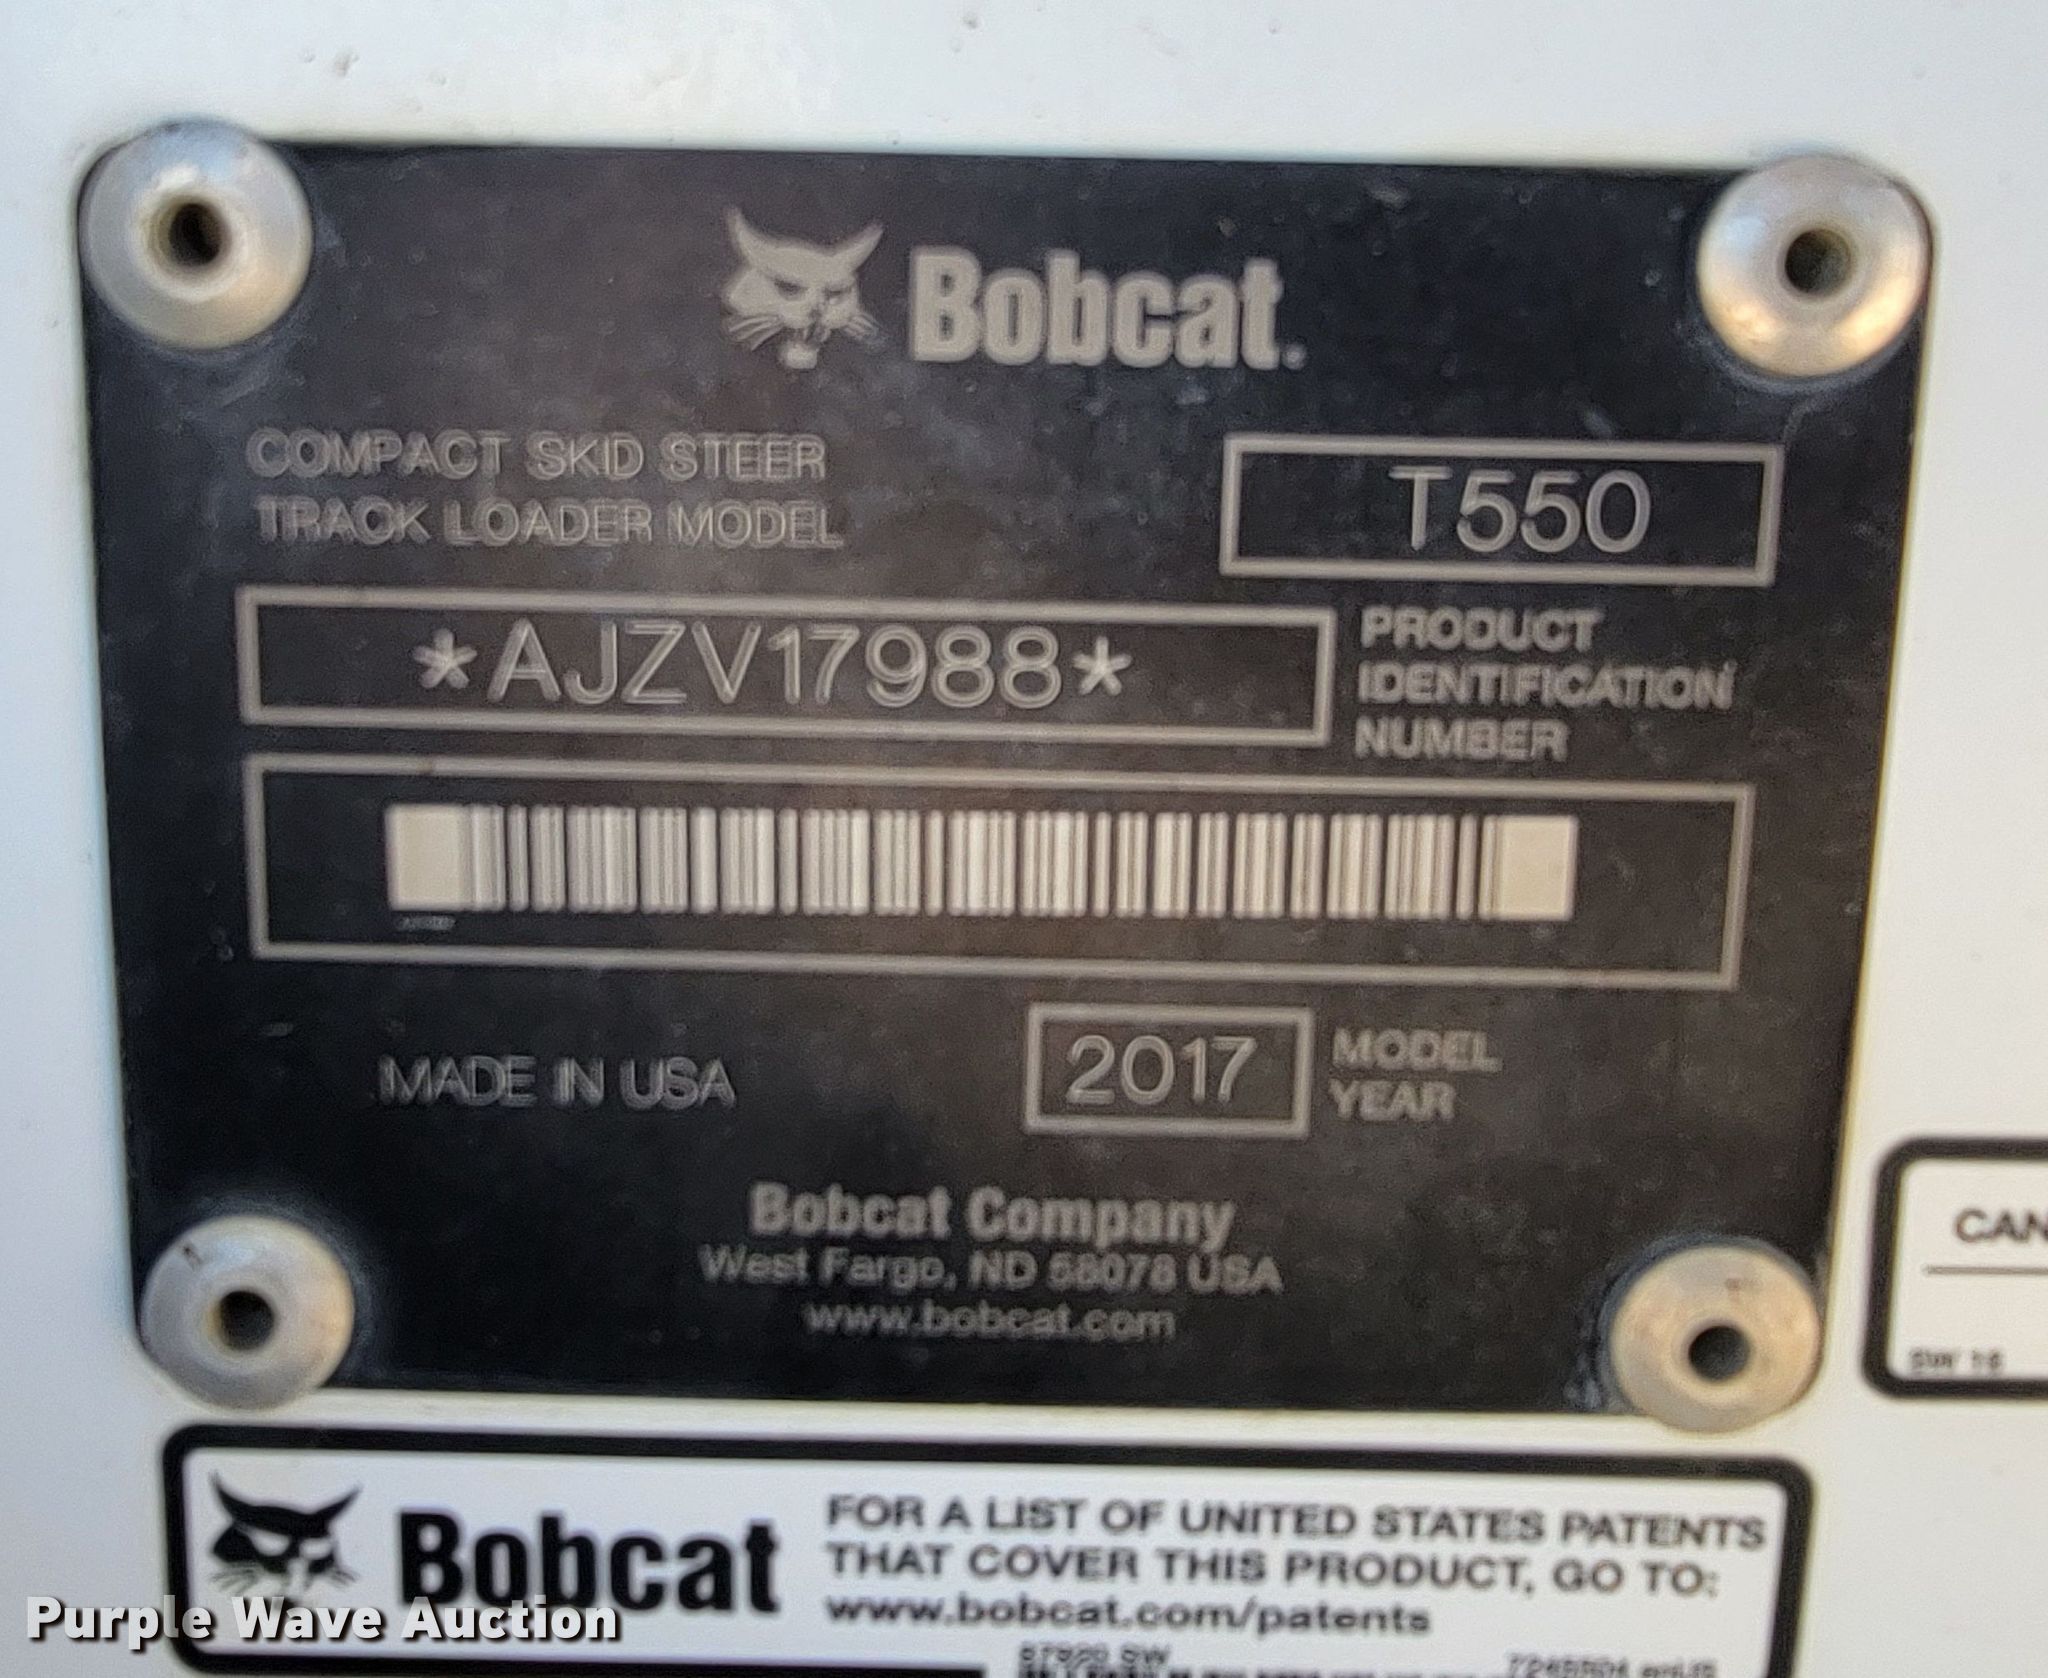 Bobcat.
COMPACT SKID STEER
TRACK LOADER MODEL
T550
*AJZV17988*
PRODUCT
IDENTIFICATION
NUMBER
MADE IN USA
2017
MODEL
YEAR
Bobcat Company
West Fargo, ND 58078 USA
www.bobcat.com
CAN
SW 16
Bobcat
FOR A LIST OF UNITED STATES PATENTS
THAT COVER THIS PRODUCT, GO TO:
www.bobcat.com/patents
Purple Wave Auction